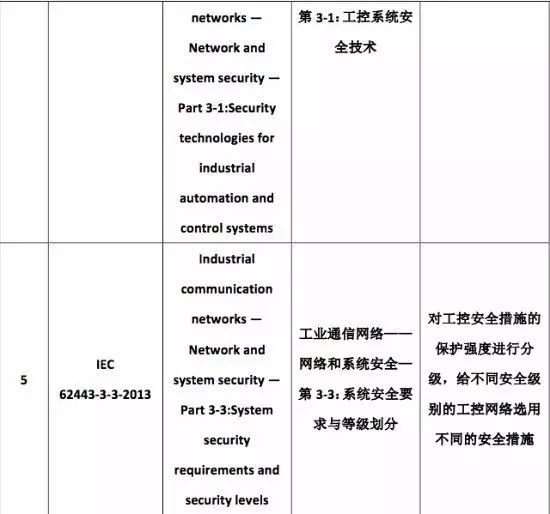 networks —
Network and
system security —
Part 3-1:Security
technologies for
industrial
automation and
control systems
第 3-1：工控系统安
全技术
5
IEC
62443-3-3-2013
Industrial
communication
networks —
Network and
system security —
Part 3-3:System
security
requirements and
security levels
工业通信网络——
网络和系统安全—
第 3-3：系统安全要
求与等级划分
对工控安全措施的
保护强度进行分
级，给不同安全级
别的工控网络选用
不同的安全措施